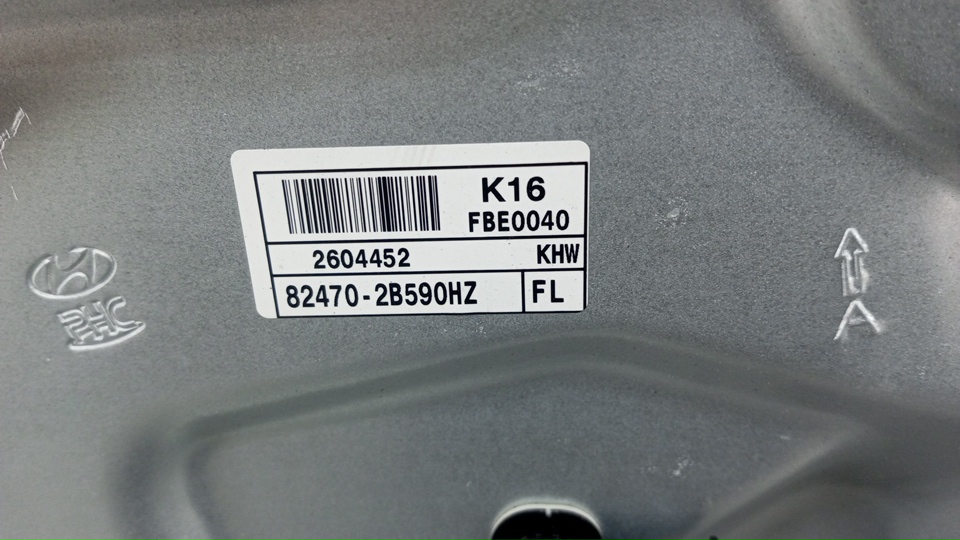 K16
FBE0040
2604452 KHW
82470-2B590HZ FL
PHC
A